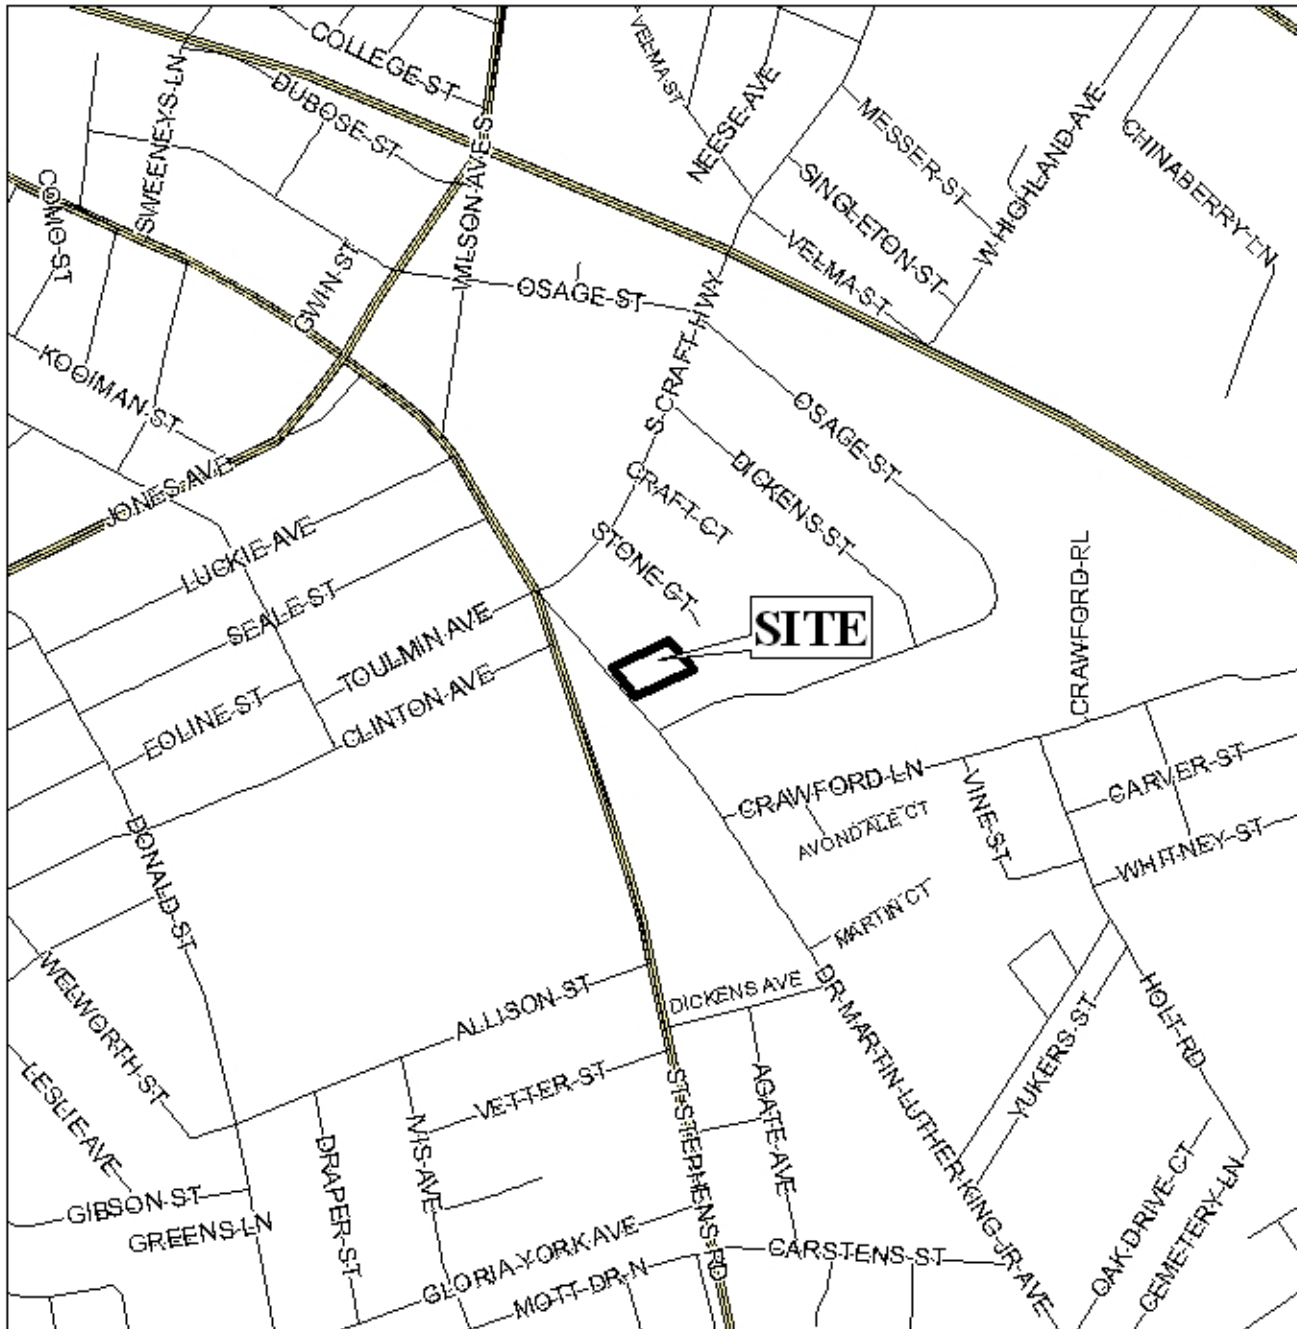 COLLEGE ST
VELMA ST
SWEENEYS LN
DUBOSE ST
NEESE AVE
MESSER ST
W HIGHLAND AVE
CHINABERRY LN
WILSON AVE S
COMO ST
SINGLETON ST
VELMA ST
GWIN ST
OSAGE ST
S CRAFT HWY
KOOIMAN ST
OSAGE ST
DICKENS ST
CRAFT CT
JONES AVE
LUCKIE AVE
STONE CT
SEALE ST
CRAWFORD RL
SITE
TOULMIN AVE
CLINTON AVE
EOLINE ST
CRAWFORD LN
CARVER ST
VINE ST
AVONDALE CT
DONALD ST
WHITNEY ST
MARTIN CT
WELWORTH ST
ALLISON ST
DICKENS AVE
DR MARTIN LUTHER KING JR AVE
HOLT RD
YUKERS ST
LESLIE AVE
VETTER ST
AGATE AVE
ST STEPHENS RD
IVIS AVE
DRAPER ST
GIBSON ST
GREENS LN
GLORIA YORK AVE
CARSTENS ST
OAK DRIVE CT
CEMETERY LN
MOTT DR N